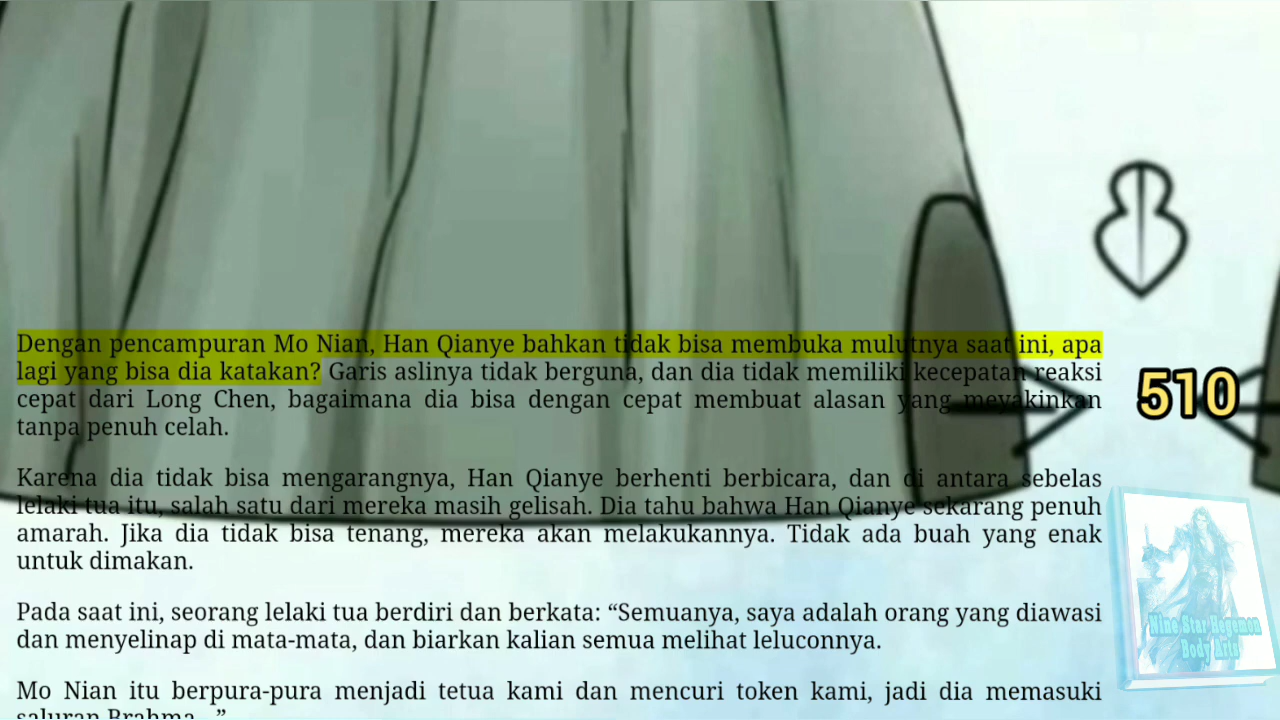 Dengan pencampuran Mo Nian, Han Qianye bahkan tidak bisa membuka mulutnya saat ini, apa
lagi yang bisa dia katakan? Garis aslinya tidak berguna, dan dia tidak memiliki kecepatan reaksi
cepat dari Long Chen, bagaimana dia bisa dengan cepat membuat alasan yang meyakinkan
tanpa penuh celah.
Karena dia tidak bisa mengarangnya, Han Qianye berhenti berbicara, dan di antara sebelas
lelaki tua itu, salah satu dari mereka masih gelisah. Dia tahu bahwa Han Qianye sekarang penuh
amarah. Jika dia tidak bisa tenang, mereka akan melakukannya. Tidak ada buah yang enak
untuk dimakan.
Pada saat ini, seorang lelaki tua berdiri dan berkata: “Semuanya, saya adalah orang yang diawasi
dan menyelinap di mata-mata, dan biarkan kalian semua melihat leluconnya.
Mo Nian itu berpura-pura menjadi tetua kami dan mencuri token kami, jadi dia memasuki
saluran Brahma...”
510
Nine Star Hegemon
Body Arts